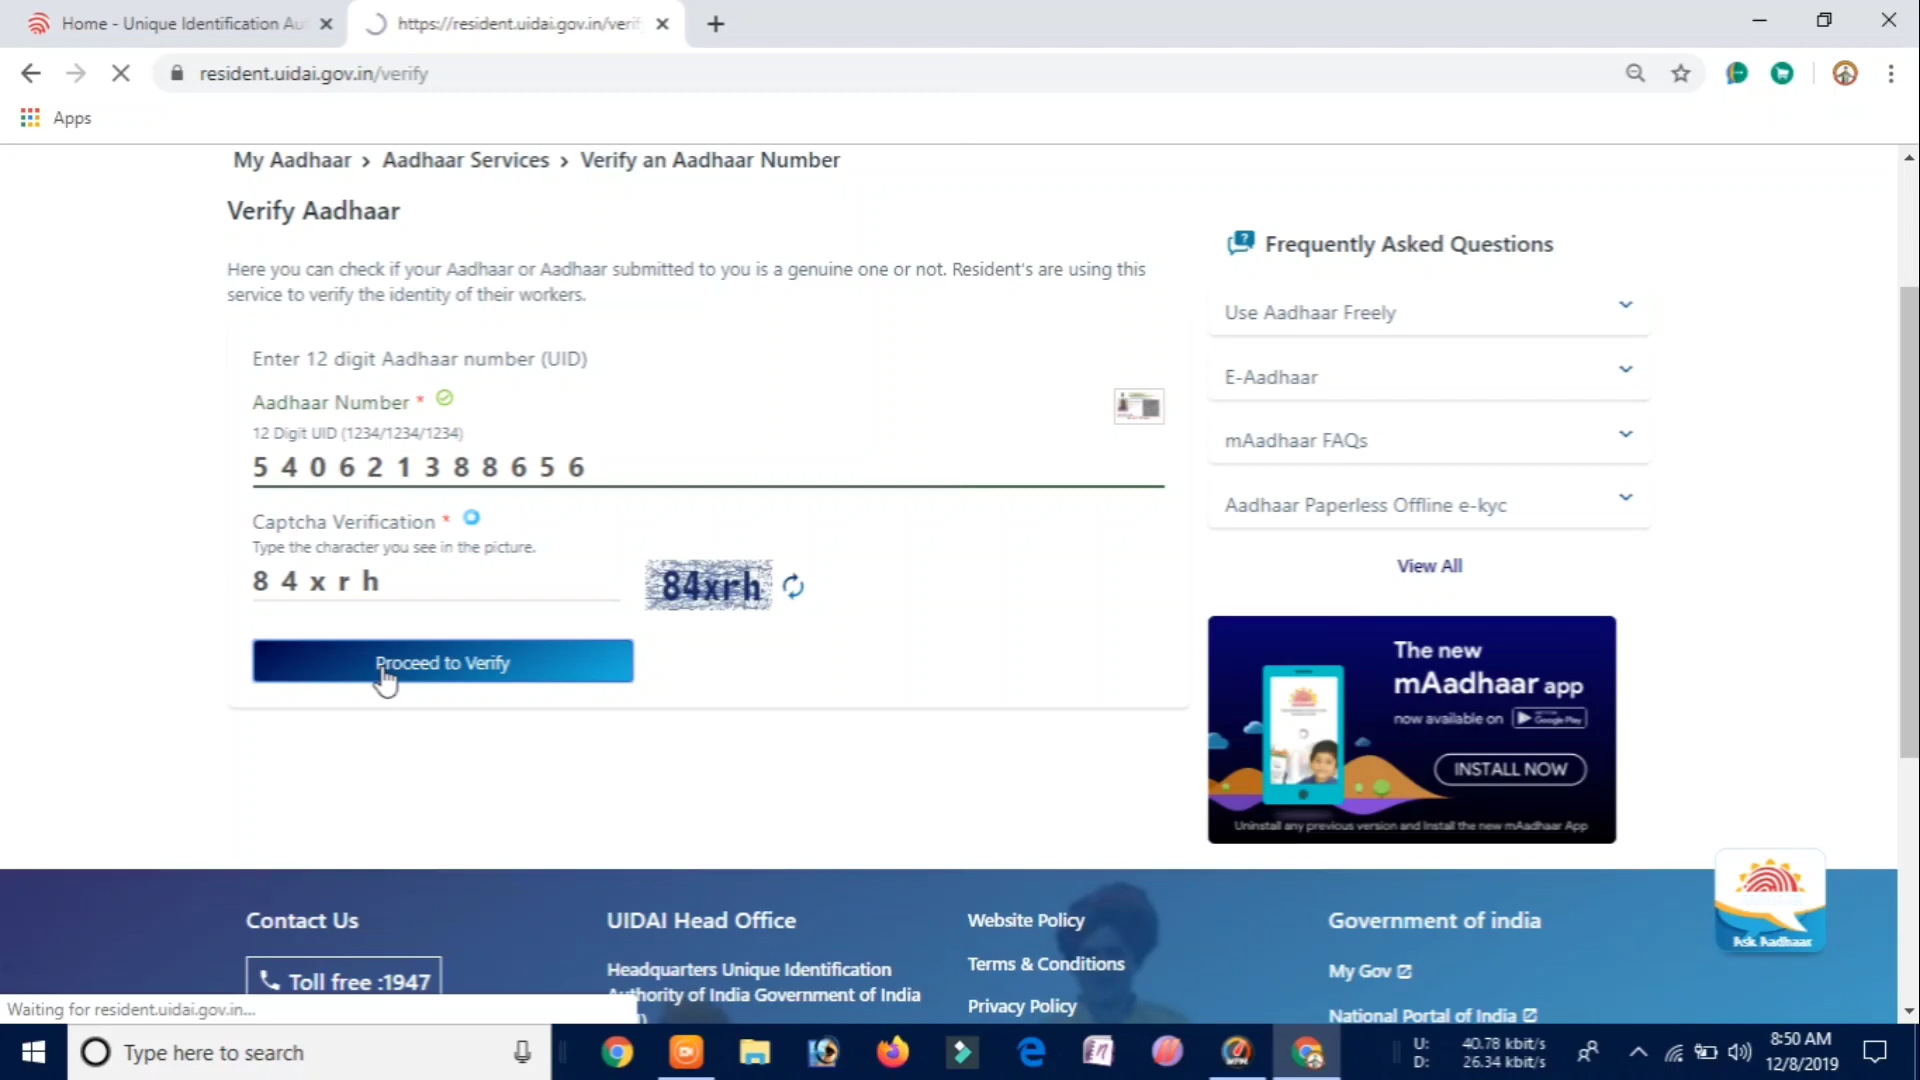 Home - Unique Identification Au
https://resident.uidai.gov.in/verif
resident.uidai.gov.in/verify
Apps
My Aadhaar › Aadhaar Services › Verify an Aadhaar Number
Verify Aadhaar
Here you can check if your Aadhaar or Aadhaar submitted to you is a genuine one or not. Resident's are using this
service to verify the identity of their workers.
Enter 12 digit Aadhaar number (UID)
Aadhaar Number *
12 Digit UID (1234/1234/1234)
5 4 0 6 2 1 3 8 8 6 5 6
Captcha Verification *
Type the character you see in the picture.
8 4 x r h
84xrh
Proceed to Verify
Frequently Asked Questions
Use Aadhaar Freely
E-Aadhaar
mAadhaar FAQs
Aadhaar Paperless Offline e-kyc
View All
The new
mAadhaar app
now available on Google Play
INSTALL NOW
Uninstall any previous version and Install the new mAadhaar App
Ask Aadhaar
Contact Us
Toll free :1947
UIDAI Head Office
Headquarters Unique Identification
Authority of India Government of India
Website Policy
Terms & Conditions
Privacy Policy
Government of india
My Gov
National Portal of India
Waiting for resident.uidai.gov.in...
Type here to search
U: 40.78 kbit/s
D: 26.34 kbit/s
8:50 AM
12/8/2019